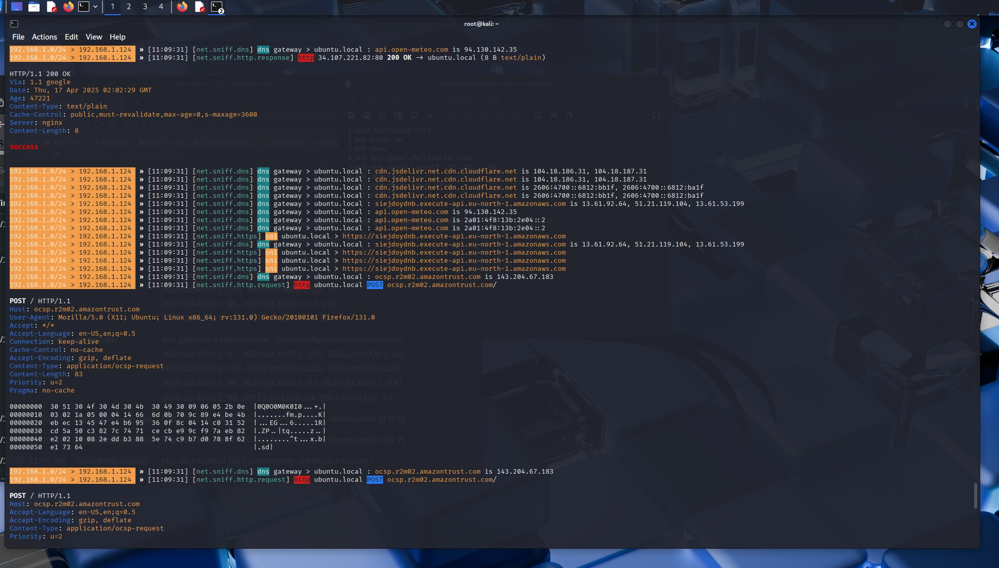 1 2 3 4
2
root@kali: ~
File Actions Edit View Help
192.168.1.0/24 > 192.168.1.124 » [11:09:31] [net.sniff.dns] dns gateway > ubuntu.local : api.open-meteo.com is 94.130.142.35
192.168.1.0/24 > 192.168.1.124 » [11:09:31] [net.sniff.http.response] http 34.107.221.82:80 200 OK → ubuntu.local (8 B text/plain)
HTTP/1.1 200 OK
Via: 1.1 google
Date: Thu, 17 Apr 2025 02:02:29 GMT
Age: 47221
Content-Type: text/plain
Cache-Control: public,must-revalidate,max-age=0,s-maxage=3600
Server: nginx
Content-Length: 8
success
192.168.1.0/24 > 192.168.1.124 » [11:09:31] [net.sniff.dns] dns gateway > ubuntu.local : cdn.jsdelivr.net.cdn.cloudflare.net is 104.18.186.31, 104.18.187.31
192.168.1.0/24 > 192.168.1.124 » [11:09:31] [net.sniff.dns] dns gateway > ubuntu.local : cdn.jsdelivr.net.cdn.cloudflare.net is 104.18.186.31, 104.18.187.31
192.168.1.0/24 > 192.168.1.124 » [11:09:31] [net.sniff.dns] dns gateway > ubuntu.local : cdn.jsdelivr.net.cdn.cloudflare.net is 2606:4700::6812:bb1f, 2606:4700::6812:ba1f
192.168.1.0/24 > 192.168.1.124 » [11:09:31] [net.sniff.dns] dns gateway > ubuntu.local : cdn.jsdelivr.net.cdn.cloudflare.net is 2606:4700::6812:bb1f, 2606:4700::6812:ba1f
192.168.1.0/24 > 192.168.1.124 » [11:09:31] [net.sniff.dns] dns gateway > ubuntu.local : siejdoydnb.execute-api.eu-north-1.amazonaws.com is 13.61.92.64, 51.21.119.104, 13.61.53.199
192.168.1.0/24 > 192.168.1.124 » [11:09:31] [net.sniff.dns] dns gateway > ubuntu.local : api.open-meteo.com is 94.130.142.35
192.168.1.0/24 > 192.168.1.124 » [11:09:31] [net.sniff.dns] dns gateway > ubuntu.local : api.open-meteo.com is 2a01:4f8:13b:2e04::2
192.168.1.0/24 > 192.168.1.124 » [11:09:31] [net.sniff.dns] dns gateway > ubuntu.local : api.open-meteo.com is 2a01:4f8:13b:2e04::2
192.168.1.0/24 > 192.168.1.124 » [11:09:31] [net.sniff.https] sni ubuntu.local > https://siejdoydnb.execute-api.eu-north-1.amazonaws.com
192.168.1.0/24 > 192.168.1.124 » [11:09:31] [net.sniff.dns] dns gateway > ubuntu.local : siejdoydnb.execute-api.eu-north-1.amazonaws.com is 13.61.92.64, 51.21.119.104, 13.61.53.199
192.168.1.0/24 > 192.168.1.124 » [11:09:31] [net.sniff.https] sni ubuntu.local > https://siejdoydnb.execute-api.eu-north-1.amazonaws.com
192.168.1.0/24 > 192.168.1.124 » [11:09:31] [net.sniff.https] sni ubuntu.local > https://siejdoydnb.execute-api.eu-north-1.amazonaws.com
192.168.1.0/24 > 192.168.1.124 » [11:09:31] [net.sniff.https] sni ubuntu.local > https://siejdoydnb.execute-api.eu-north-1.amazonaws.com
192.168.1.0/24 > 192.168.1.124 » [11:09:31] [net.sniff.dns] dns gateway > ubuntu.local : ocsp.r2m02.amazontrust.com is 143.204.67.183
192.168.1.0/24 > 192.168.1.124 » [11:09:31] [net.sniff.http.request] http ubuntu.local POST ocsp.r2m02.amazontrust.com/
POST / HTTP/1.1
Host: ocsp.r2m02.amazontrust.com
User-Agent: Mozilla/5.0 (X11; Ubuntu; Linux x86_64; rv:131.0) Gecko/20100101 Firefox/131.0
Accept: */*
Accept-Language: en-US,en;q=0.5
Connection: keep-alive
Cache-Control: no-cache
Accept-Encoding: gzip, deflate
Content-Type: application/ocsp-request
Content-Length: 83
Priority: u=2
Pragma: no-cache
00000000  30 51 30 4f 30 4d 30 4b  30 49 30 09 06 05 2b 0e  |0Q0O0M0K0I0...+.|
00000010  03 02 1a 05 00 04 14 66  6d 0b 70 9c 89 e4 be 4b  |.......fm.p....K|
00000020  eb ec 13 45 47 e4 b6 95  36 0f 8c 04 14 c0 31 52  |...EG...6.....1R|
00000030  cd 5a 50 c3 82 7c 74 71  ce cb e9 9c f9 7a eb 82  |.ZP..|tq.....z..|
00000040  e2 02 10 08 2e dd b3 88  5e 74 c9 b7 d0 78 8f 62  |........^t...x.b|
00000050  e1 73 64  |.sd|
192.168.1.0/24 > 192.168.1.124 » [11:09:31] [net.sniff.dns] dns gateway > ubuntu.local : ocsp.r2m02.amazontrust.com is 143.204.67.183
192.168.1.0/24 > 192.168.1.124 » [11:09:31] [net.sniff.http.request] http ubuntu.local POST ocsp.r2m02.amazontrust.com/
POST / HTTP/1.1
Host: ocsp.r2m02.amazontrust.com
Accept-Language: en-US,en;q=0.5
Accept-Encoding: gzip, deflate
Content-Type: application/ocsp-request
Priority: u=2